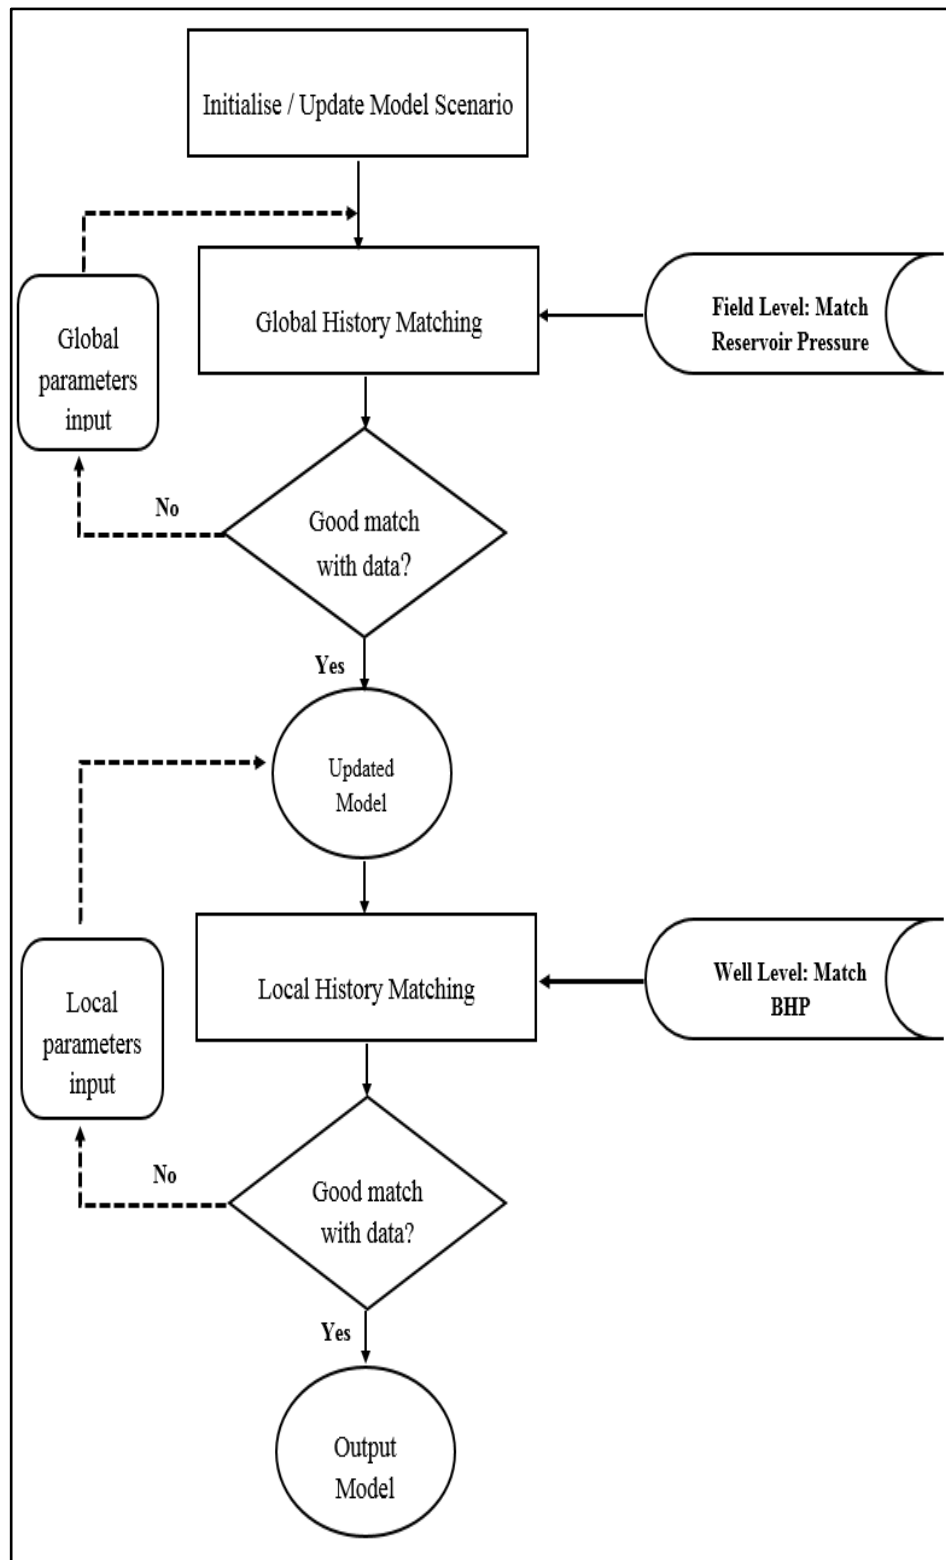 Initialise / Update Model Scenario
Global History Matching
Field Level: Match
Reservoir Pressure
Global
parameters
input
No
Good match
with data?
Yes
Updated
Model
Local History Matching
Well Level: Match
BHP
Local
parameters
input
No
Good match
with data?
Yes
Output
Model